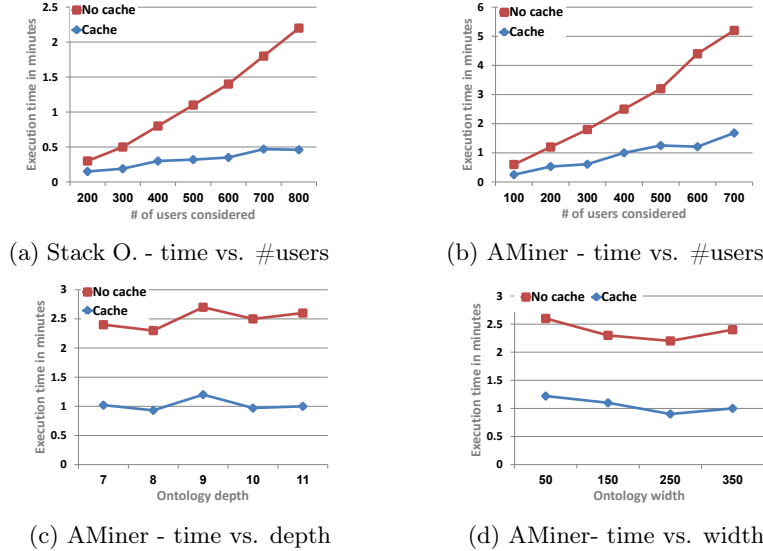 2.5
2
1.5
1
0.5
0
Execution time in minutes
No cache
Cache
200 300 400 500 600 700 800
# of users considered
(a) Stack O. - time vs. #users
6
5
4
3
2
1
0
Execution time in minutes
No cache
Cache
100 200 300 400 500 600 700
# of users considered
(b) AMiner - time vs. #users
3
2.5
2
1.5
1
0.5
0
Execution time in minutes
No cache
Cache
7 8 9 10 11
Ontology depth
(c) AMiner - time vs. depth
3
2.5
2
1.5
1
0.5
0
Execution time in minutes
No cache Cache
50 150 250 350
Ontology width
(d) AMiner- time vs. width